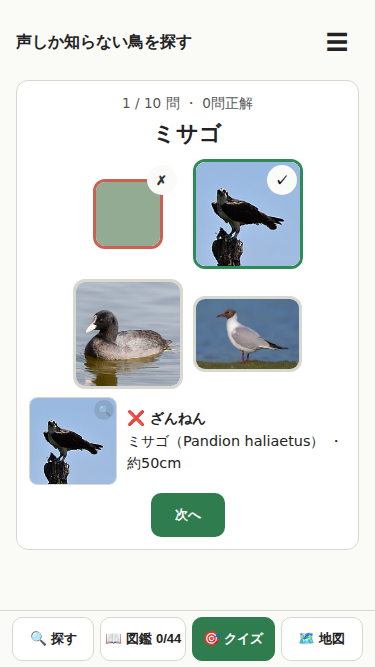 声しか知らない鳥を探す
1 / 10 問 ・ 0問正解
ミサゴ
✗
✓
❌ ざんねん
ミサゴ（Pandion haliaetus） ・
約50cm
次へ
🔍 探す
📖 図鑑 0/44
🎯 クイズ
🗺️ 地図